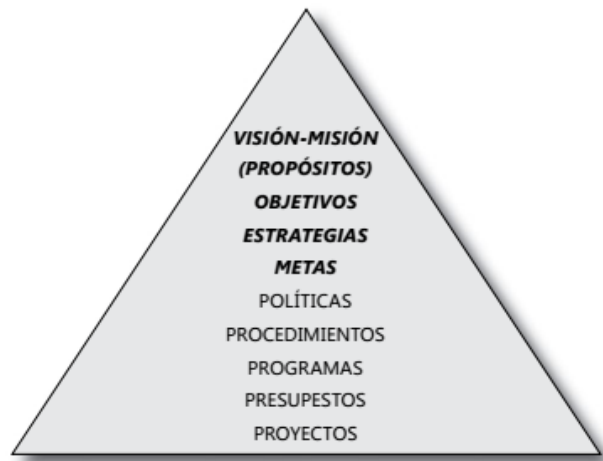 VISIÓN-MISIÓN
(PROPÓSITOS)
OBJETIVOS
ESTRATEGIAS
METAS
POLÍTICAS
PROCEDIMIENTOS
PROGRAMAS
PRESUPESTOS
PROYECTOS